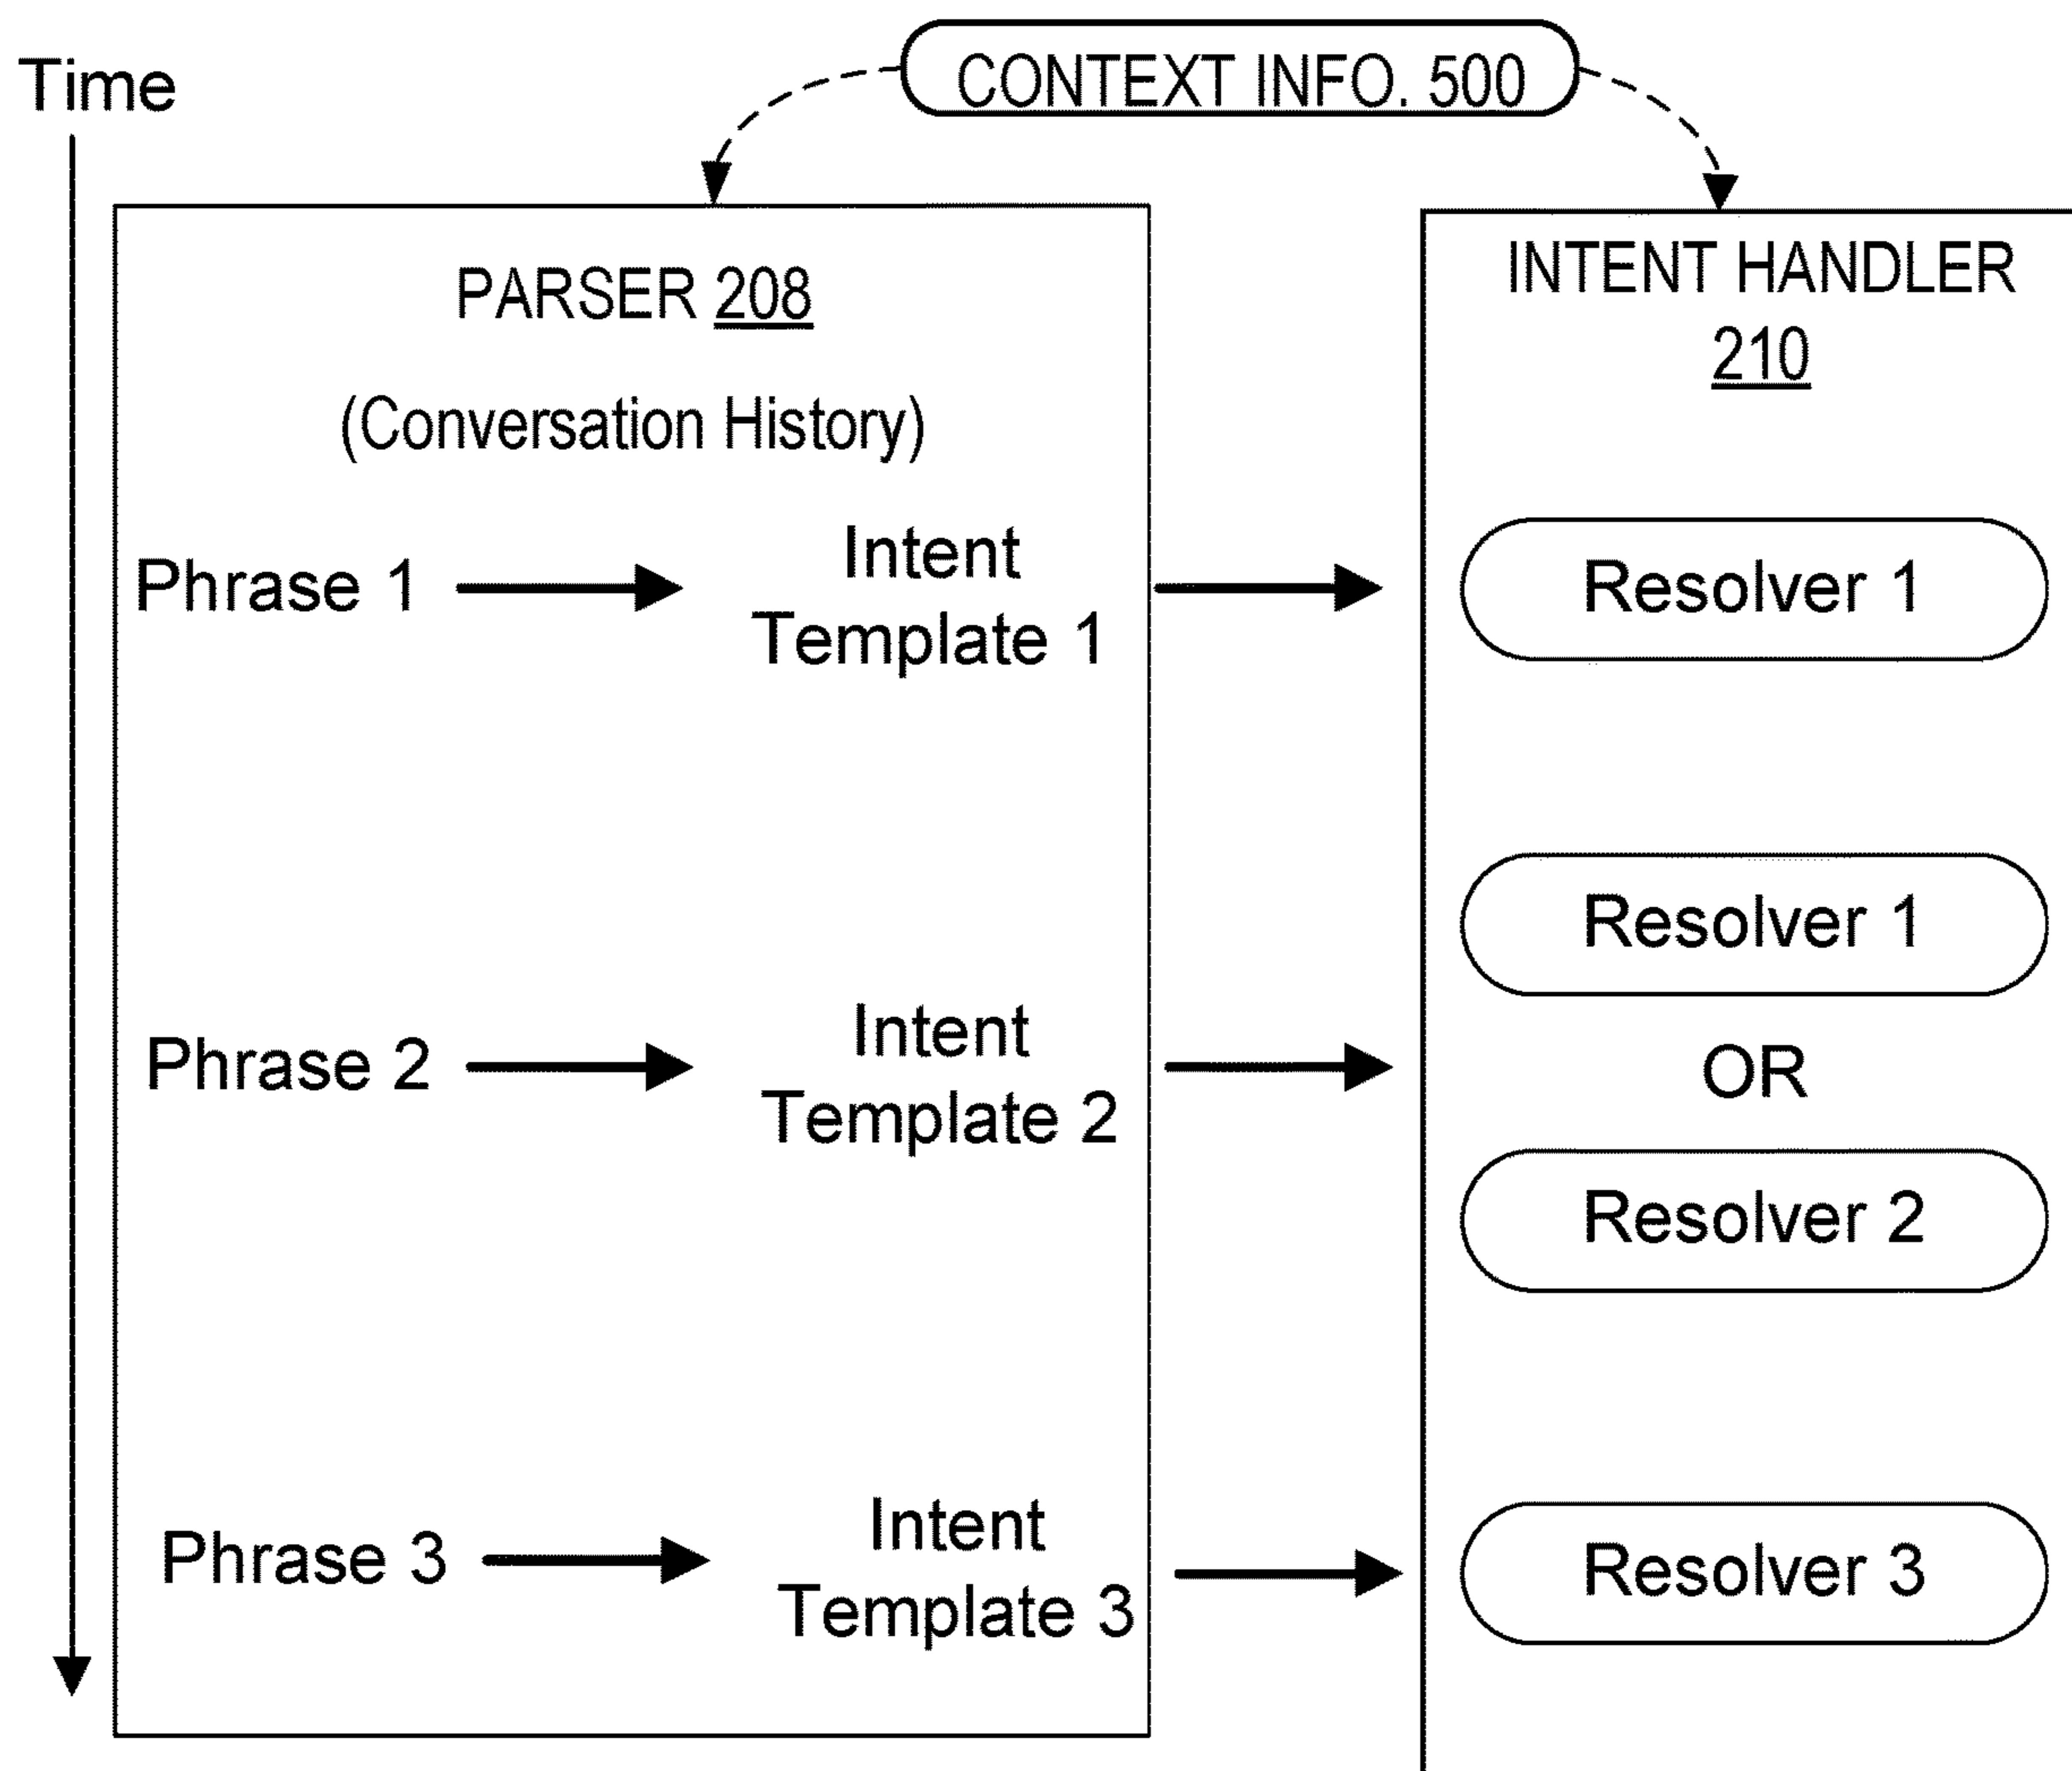 CONTEXT INFO. 500
Time
PARSER 208
(Conversation History)
INTENT HANDLER
210
Phrase 1
Intent
Template 1
Resolver 1
Resolver 1
Phrase 2
Intent
Template 2
OR
Resolver 2
Phrase 3
Intent
Template 3
Resolver 3